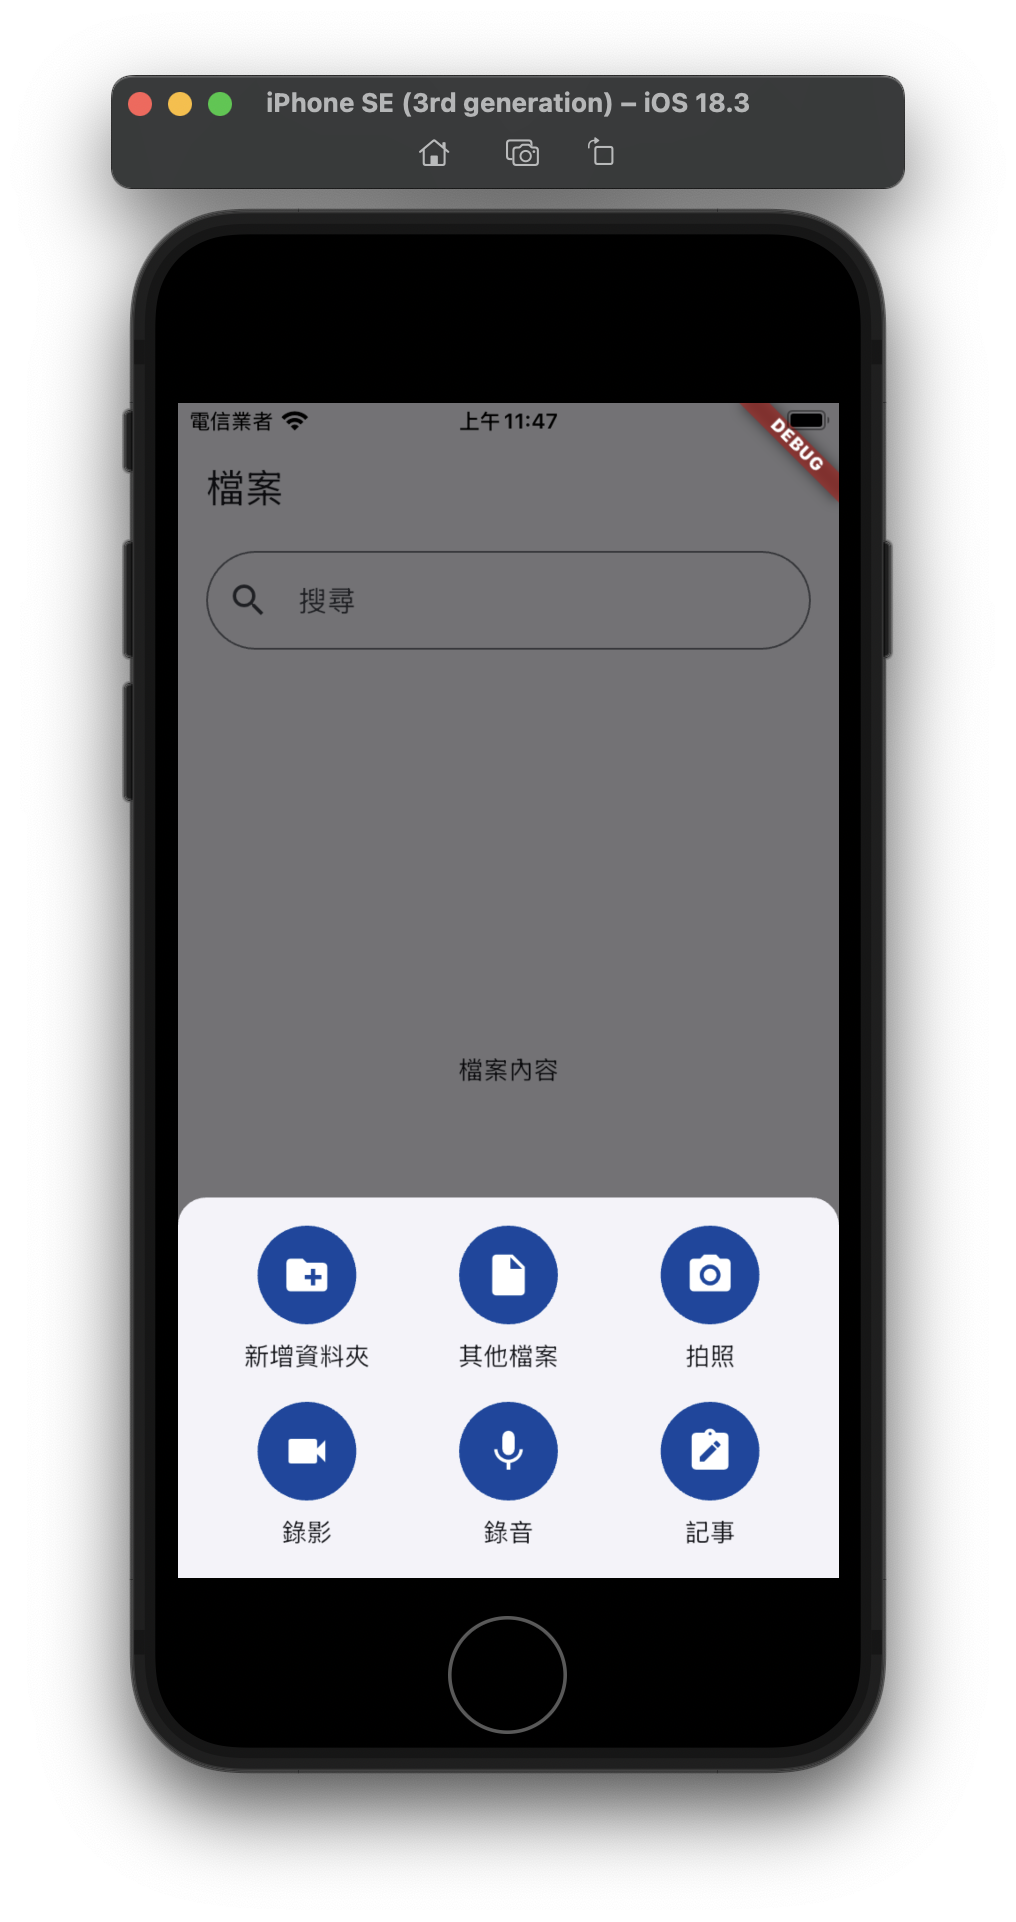 iPhone SE (3rd generation) – iOS 18.3
電信業者 上午11:47
DEBUG
檔案
搜尋
檔案內容
新增資料夾 其他檔案 拍照
錄影 錄音 記事